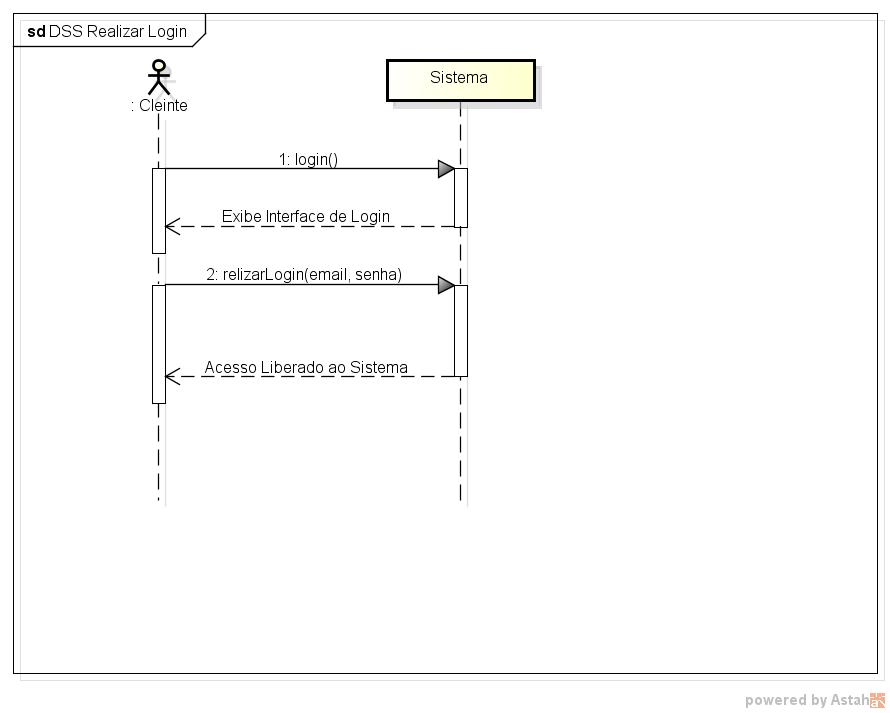 sd DSS Realizar Login
: Cleinte
Sistema
1: login()
Exibe Interface de Login
2: relizarLogin(email, senha)
Acesso Liberado ao Sistema
powered by Astah